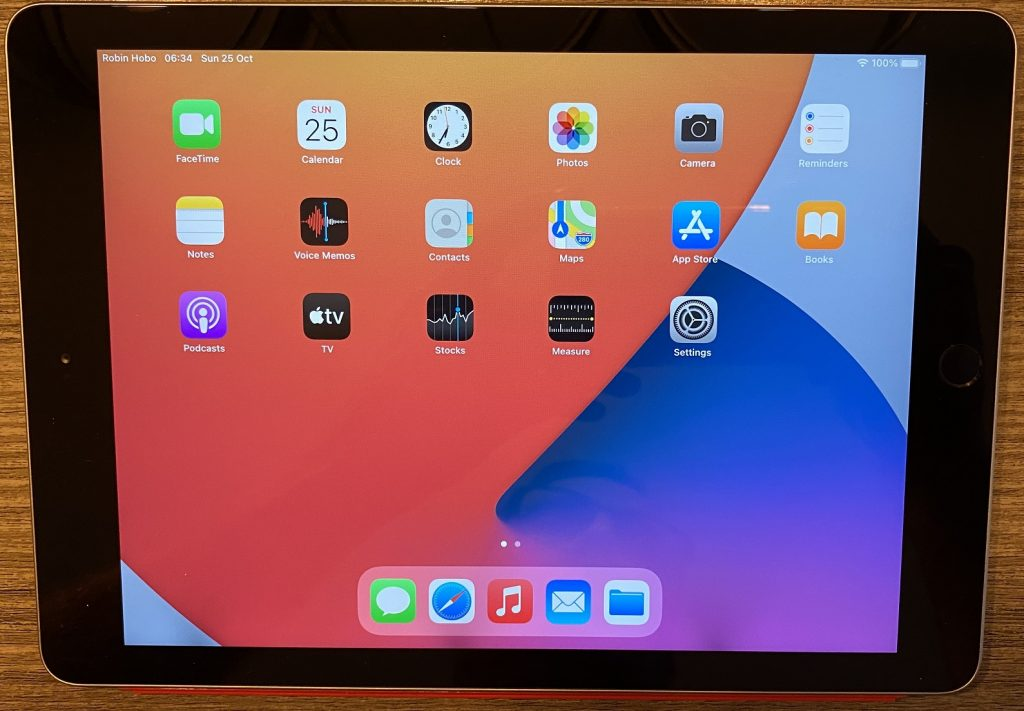 Robin Hobo 06:34 Sun 25 Oct 100%
SUN
25
FaceTime Calendar Clock Photos Camera Reminders
280
Notes Voice Memos Contacts Maps App Store Books
tv
Podcasts TV Stocks Measure Settings